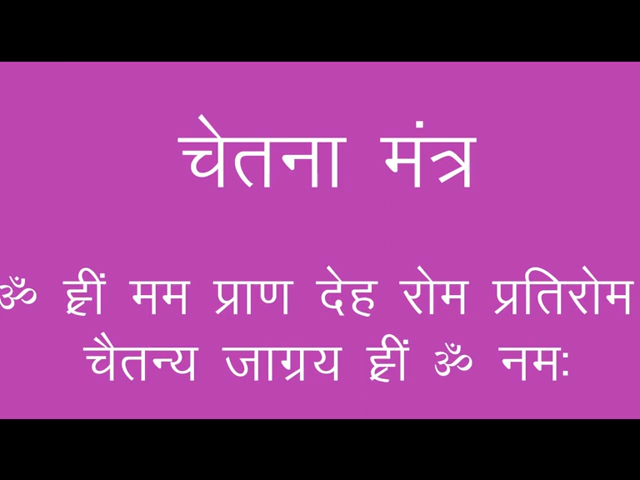 चेतना मंत्र
ॐ ह्रीं मम प्राण देह रोम प्रतिरोम
चैतन्य जाग्रय ह्रीं ॐ नमः